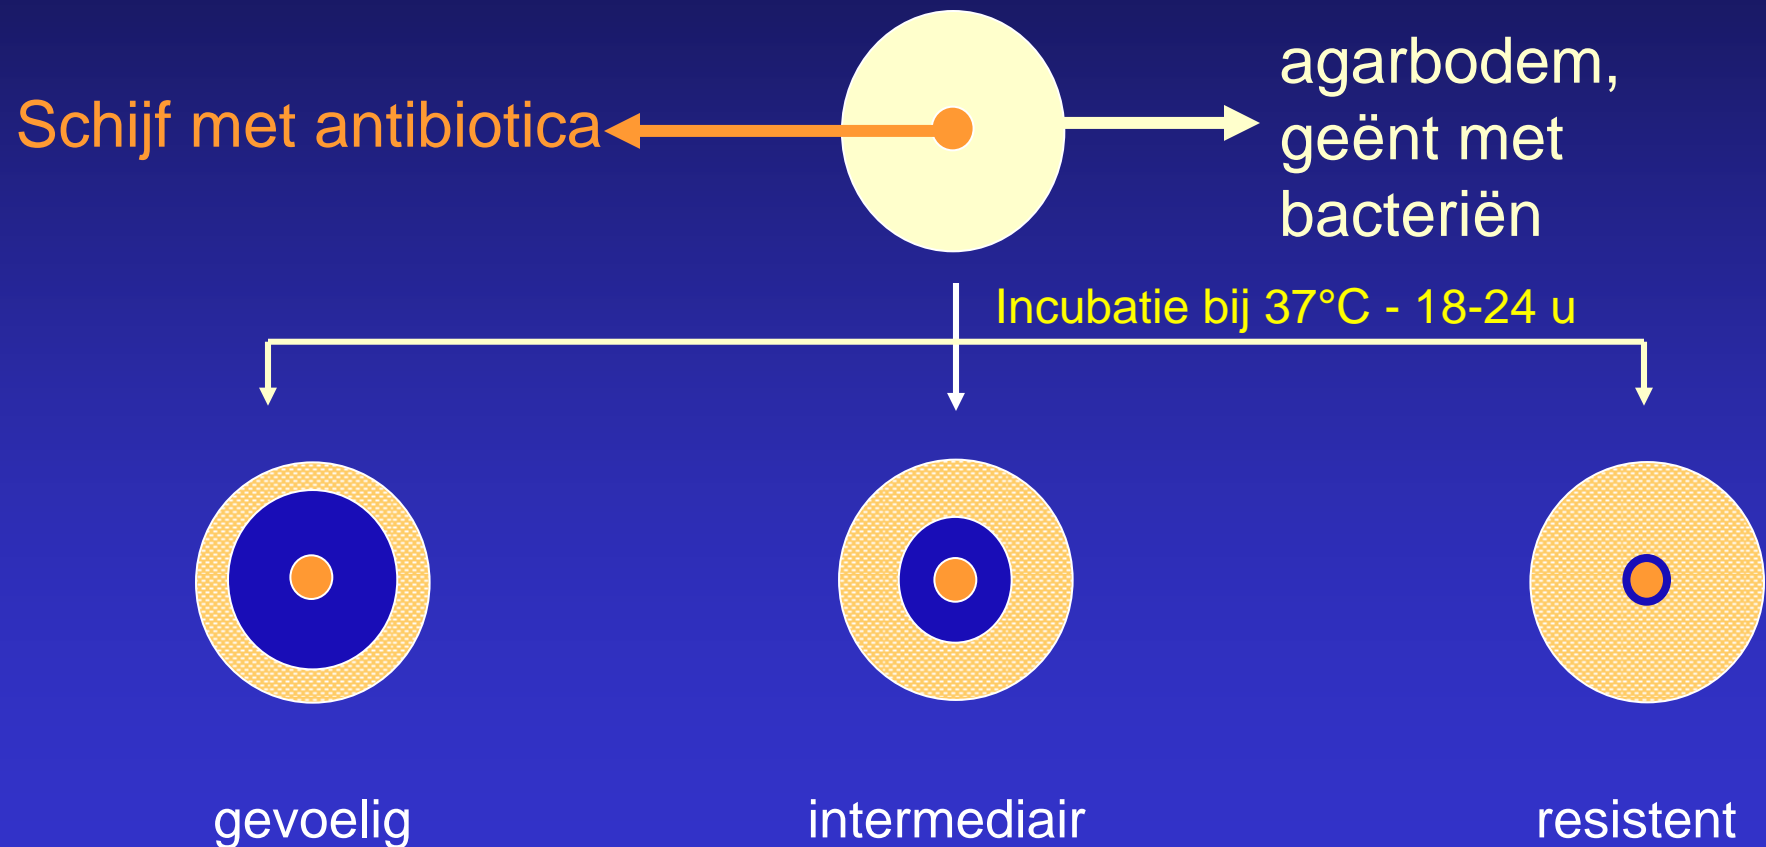 Schijf met antibiotica
agarbodem,
geënt met
bacteriën
Incubatie bij 37°C - 18-24 u
gevoelig
intermediair
resistent